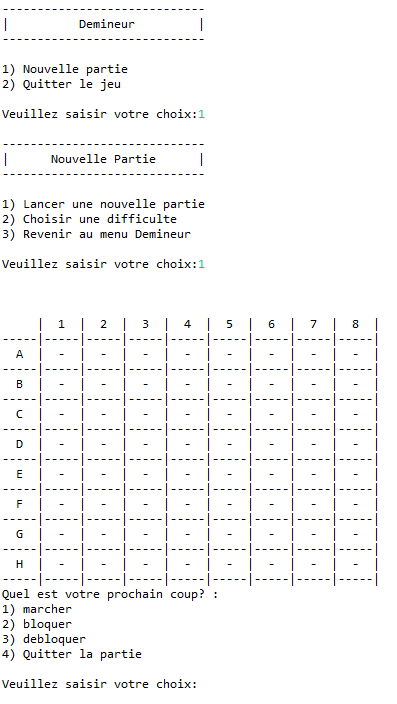 -----------------------------
|          Demineur         |
-----------------------------
1) Nouvelle partie
2) Quitter le jeu
Veuillez saisir votre choix:1
-----------------------------
|      Nouvelle Partie      |
-----------------------------
1) Lancer une nouvelle partie
2) Choisir une difficulte
3) Revenir au menu Demineur
Veuillez saisir votre choix:1
     |  1  |  2  |  3  |  4  |  5  |  6  |  7  |  8  |
-----|-----|-----|-----|-----|-----|-----|-----|-----|
  A  |  -  |  -  |  -  |  -  |  -  |  -  |  -  |  -  |
-----|-----|-----|-----|-----|-----|-----|-----|-----|
  B  |  -  |  -  |  -  |  -  |  -  |  -  |  -  |  -  |
-----|-----|-----|-----|-----|-----|-----|-----|-----|
  C  |  -  |  -  |  -  |  -  |  -  |  -  |  -  |  -  |
-----|-----|-----|-----|-----|-----|-----|-----|-----|
  D  |  -  |  -  |  -  |  -  |  -  |  -  |  -  |  -  |
-----|-----|-----|-----|-----|-----|-----|-----|-----|
  E  |  -  |  -  |  -  |  -  |  -  |  -  |  -  |  -  |
-----|-----|-----|-----|-----|-----|-----|-----|-----|
  F  |  -  |  -  |  -  |  -  |  -  |  -  |  -  |  -  |
-----|-----|-----|-----|-----|-----|-----|-----|-----|
  G  |  -  |  -  |  -  |  -  |  -  |  -  |  -  |  -  |
-----|-----|-----|-----|-----|-----|-----|-----|-----|
  H  |  -  |  -  |  -  |  -  |  -  |  -  |  -  |  -  |
-----|-----|-----|-----|-----|-----|-----|-----|-----|
Quel est votre prochain coup? :
1) marcher
2) bloquer
3) debloquer
4) Quitter la partie
Veuillez saisir votre choix: